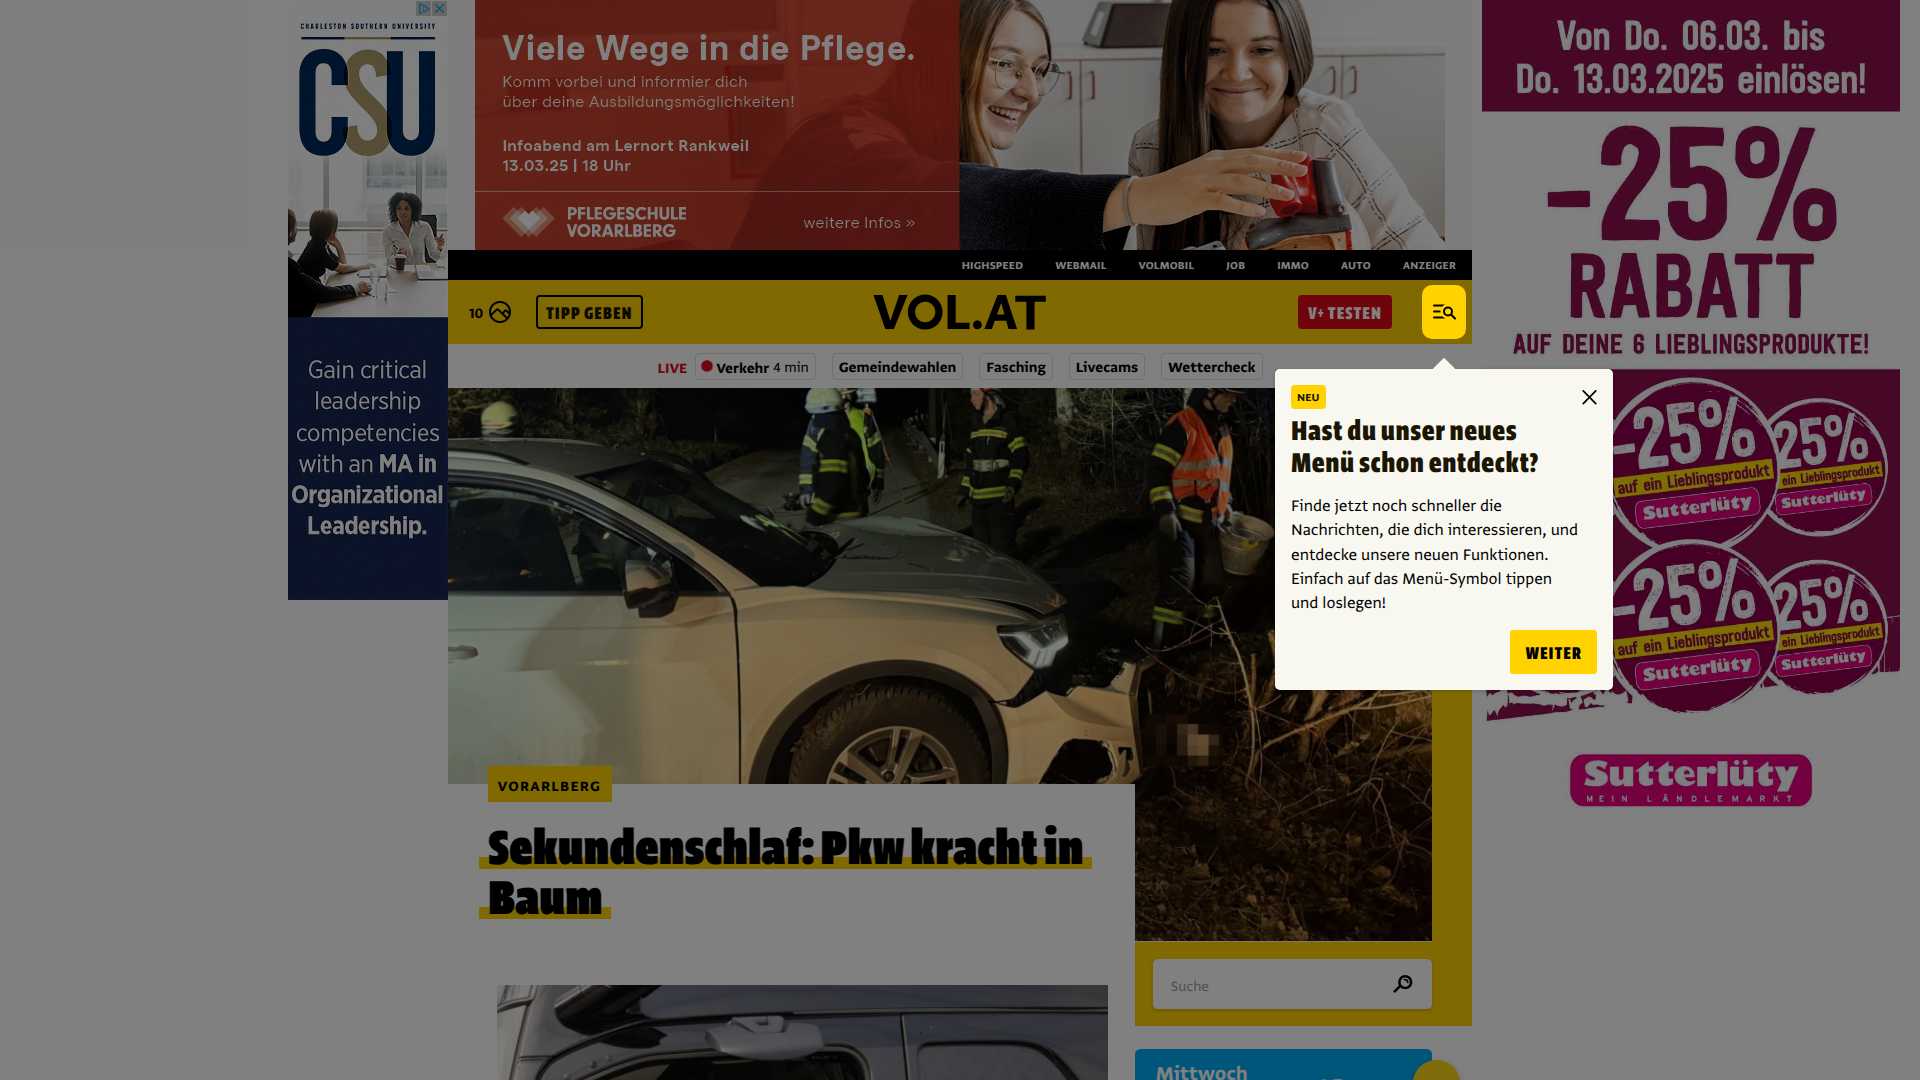 CHARLESTON SOUTHERN UNIVERSITY
CSU
Gain critical
leadership
competencies
with an MA in
Organizational
Leadership.
Viele Wege in die Pflege.
Komm vorbei und informier dich
über deine Ausbildungsmöglichkeiten!
Infoabend am Lernort Rankweil
13.03.25 | 18 Uhr
PFLEGESCHULE
VORARLBERG
weitere Infos »
HIGHSPEED WEBMAIL VOLMOBIL JOB IMMO AUTO ANZEIGER
10 TIPP GEBEN VOL.AT V+ TESTEN
LIVE Verkehr 4 min Gemeindewahlen Fasching Livecams Wettercheck
NEU
Hast du unser neues
Menü schon entdeckt?
Finde jetzt noch schneller die
Nachrichten, die dich interessieren, und
entdecke unsere neuen Funktionen.
Einfach auf das Menü-Symbol tippen
und loslegen!
WEITER
VORARLBERG
Sekundenschlaf: Pkw kracht in
Baum
Suche
Mittwoch
Von Do. 06.03. bis
Do. 13.03.2025 einlösen!
-25%
RABATT
AUF DEINE 6 LIEBLINGSPRODUKTE!
-25%
auf ein Lieblingsprodukt
Sutterlüty
25%
ein Lieblingsprodukt
Sutterlüty
-25%
auf ein Lieblingsprodukt
Sutterlüty
25%
ein Lieblingsprodukt
Sutterlüty
Sutterlüty
MEIN LÄNDLEMARKT